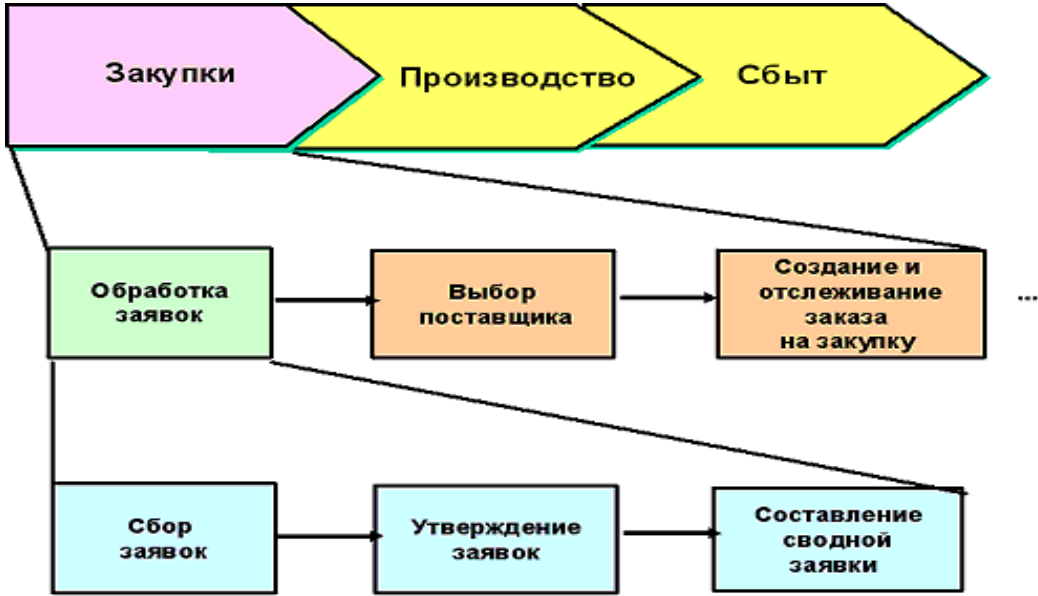 Закупки
Производство
Сбыт
Обработка
заявок
Выбор
поставщика
Создание и
отслеживание
заказа
на закупку
...
Сбор
заявок
Утверждение
заявок
Составление
сводной
заявки